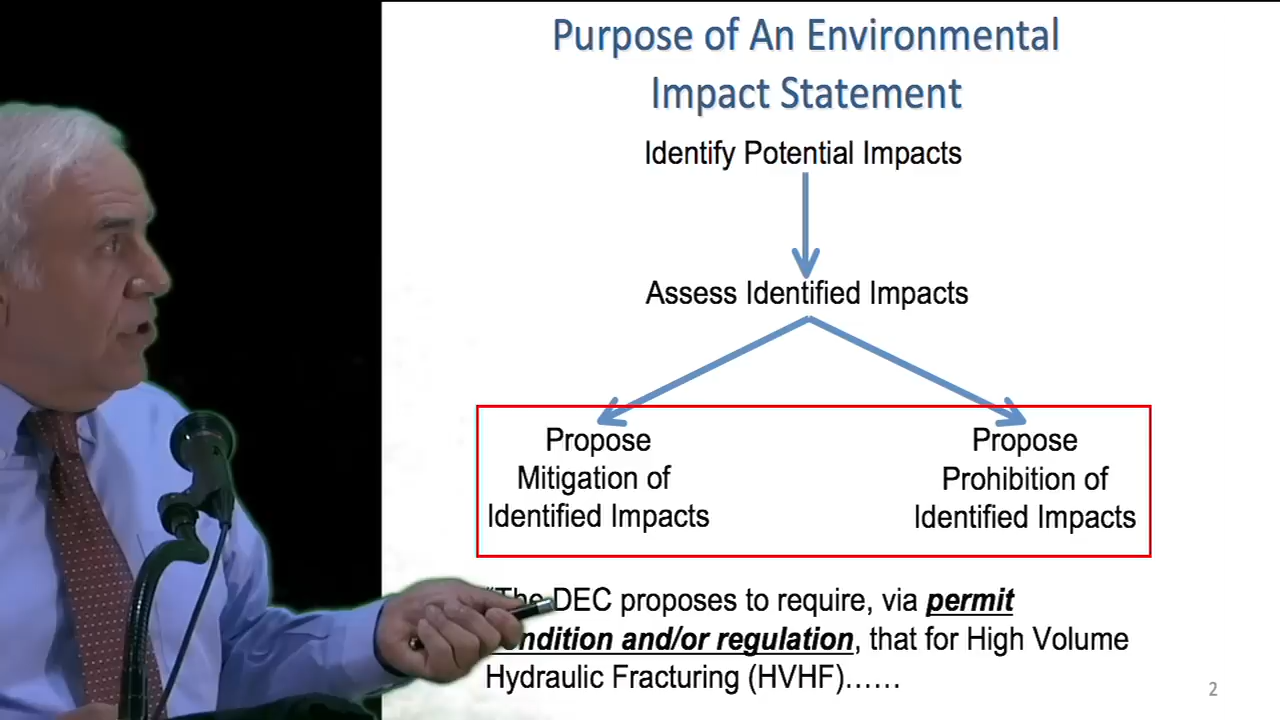 Purpose of An Environmental
Impact Statement
Identify Potential Impacts
Assess Identified Impacts
Propose
Mitigation of
Identified Impacts
Propose
Prohibition of
Identified Impacts
"The DEC proposes to require, via permit
ndition and/or regulation, that for High Volume
Hydraulic Fracturing (HVHF)……
2